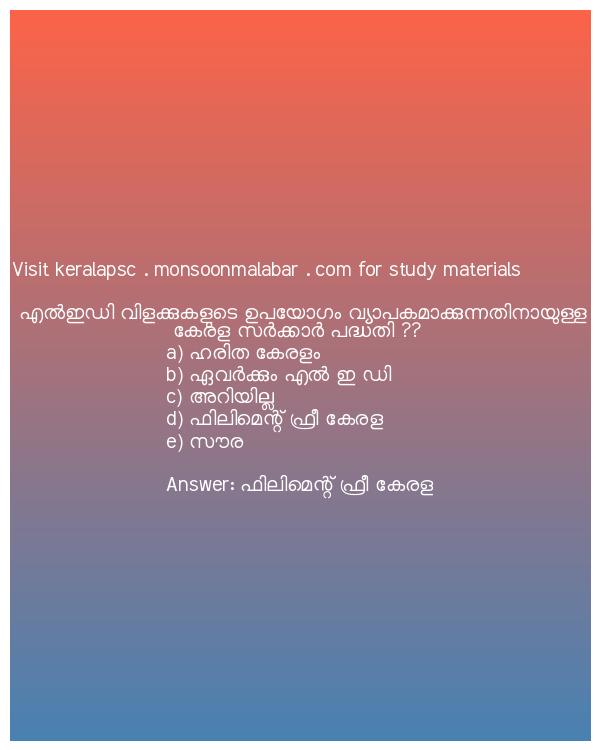 Visit keralapsc . monsoonmalabar . com for study materials
എൽഇഡി വിളക്കുകളുടെ ഉപയോഗം വ്യാപകമാക്കുന്നതിനായുള്ള
കേരള സർക്കാർ പദ്ധതി ??
a) ഹരിത കേരളം
b) ഏവർക്കും എൽ ഇ ഡി
c) അറിയില്ല
d) ഫിലിമെന്റ് ഫ്രീ കേരള
e) സൗര
Answer: ഫിലിമെന്റ് ഫ്രീ കേരള